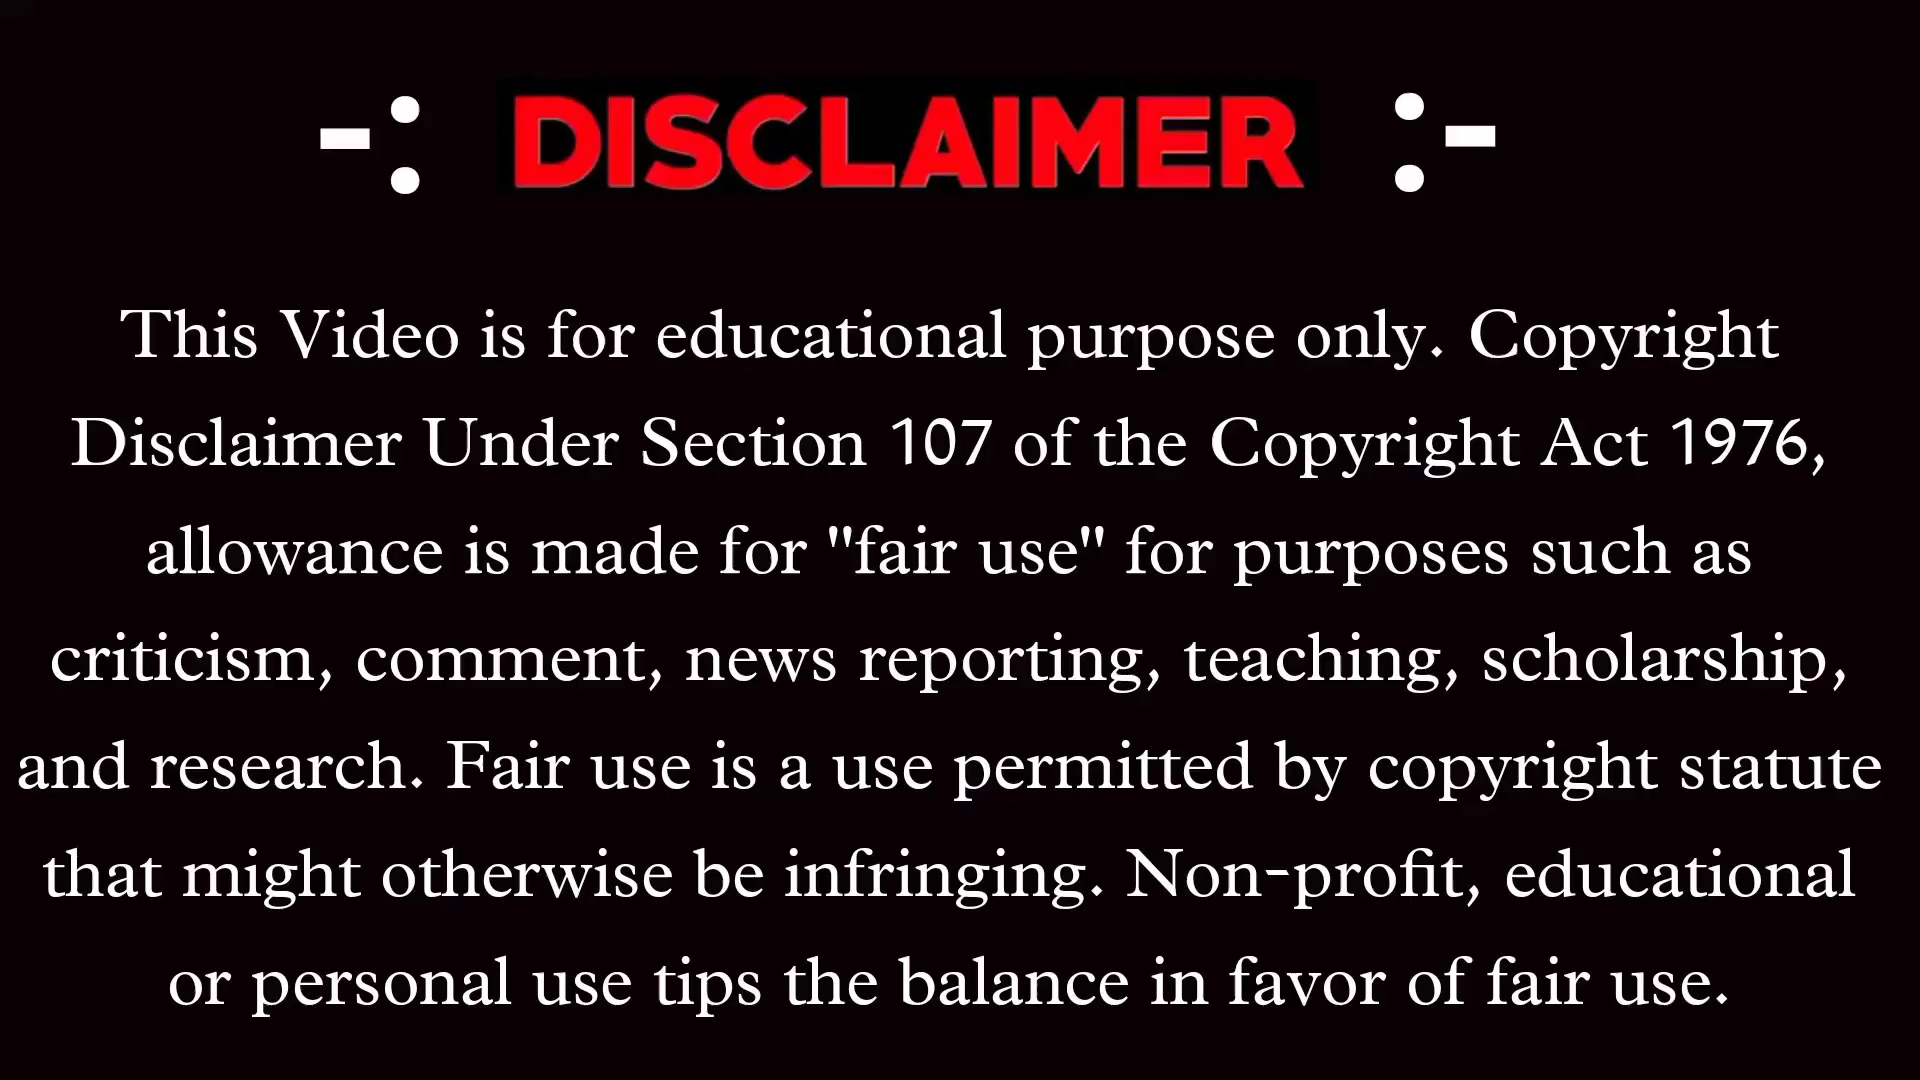 -: DISCLAIMER :-
This Video is for educational purpose only. Copyright
Disclaimer Under Section 107 of the Copyright Act 1976,
allowance is made for "fair use" for purposes such as
criticism, comment, news reporting, teaching, scholarship,
and research. Fair use is a use permitted by copyright statute
that might otherwise be infringing. Non-profit, educational
or personal use tips the balance in favor of fair use.